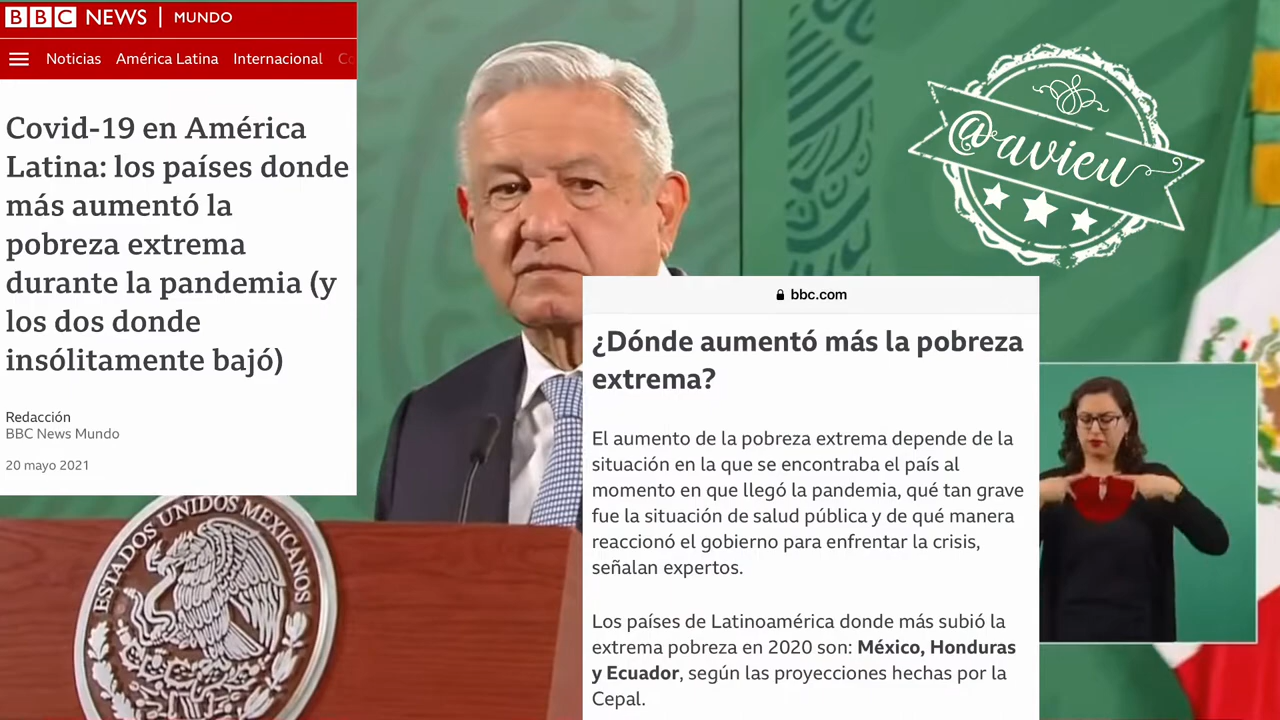 BBC NEWS | MUNDO
Noticias América Latina Internacional
Covid-19 en América
Latina: los países donde
más aumentó la
pobreza extrema
durante la pandemia (y
los dos donde
insólitamente bajó)
Redacción
BBC News Mundo
20 mayo 2021
@avieu
bbc.com
¿Dónde aumentó más la pobreza
extrema?
El aumento de la pobreza extrema depende de la
situación en la que se encontraba el país al
momento en que llegó la pandemia, qué tan grave
fue la situación de salud pública y de qué manera
reaccionó el gobierno para enfrentar la crisis,
señalan expertos.
Los países de Latinoamérica donde más subió la
extrema pobreza en 2020 son: México, Honduras
y Ecuador, según las proyecciones hechas por la
Cepal.
ESTADOS UNIDOS MEXICANOS